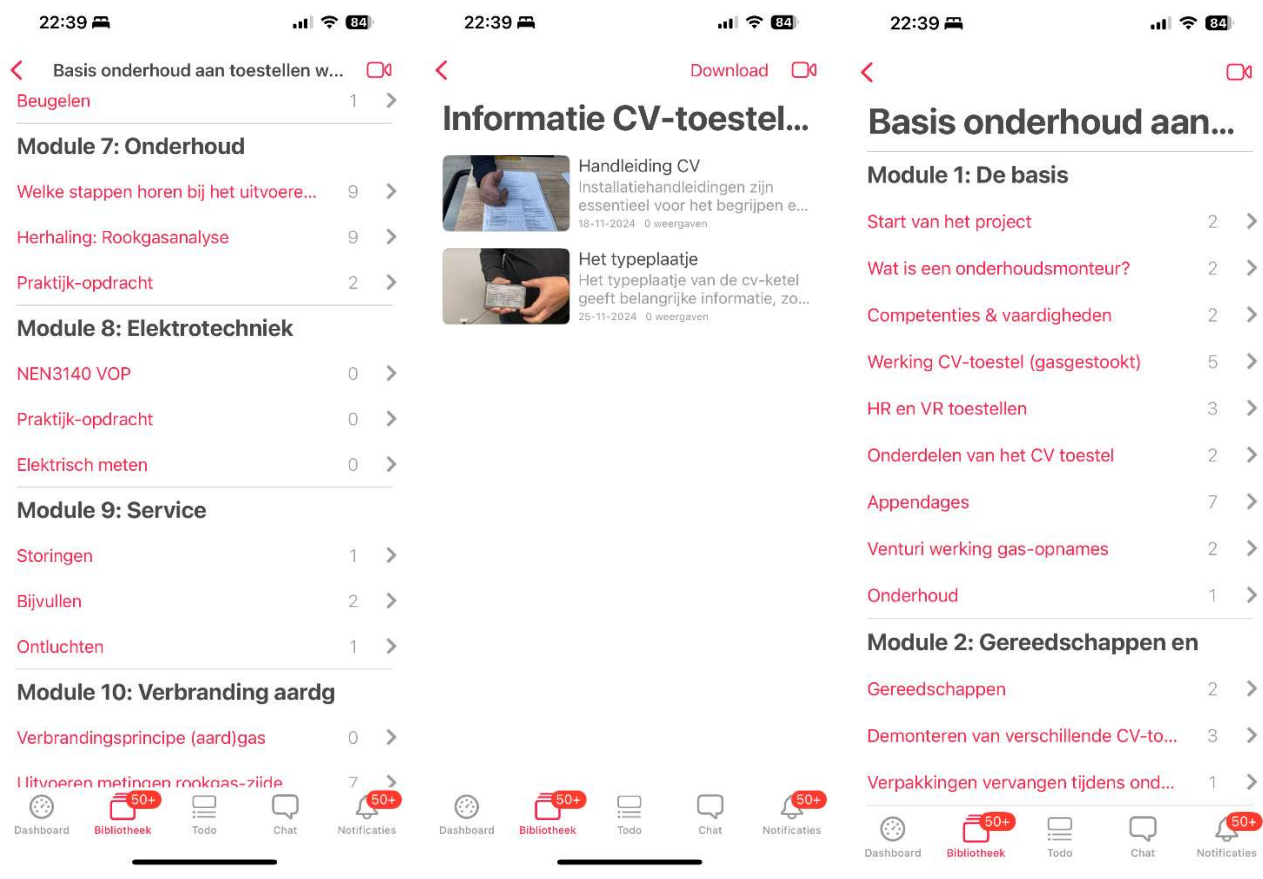 22:39
84
Basis onderhoud aan toestellen w...
Beugelen 1
Module 7: Onderhoud
Welke stappen horen bij het uitvoere... 9
Herhaling: Rookgasanalyse 9
Praktijk-opdracht 2
Module 8: Elektrotechniek
NEN3140 VOP 0
Praktijk-opdracht 0
Elektrisch meten 0
Module 9: Service
Storingen 1
Bijvullen 2
Ontluchten 1
Module 10: Verbranding aardg
Verbrandingsprincipe (aard)gas 0
Uitvoeren metingen rookgas-zijde 7
50+ 50+
Dashboard Bibliotheek Todo Chat Notificaties
22:39
84
Download
Informatie CV-toestel...
Handleiding CV
Installatiehandleidingen zijn
essentieel voor het begrijpen e...
18-11-2024 0 weergaven
Het typeplaatje
Het typeplaatje van de cv-ketel
geeft belangrijke informatie, zo...
25-11-2024 0 weergaven
50+ 50+
Dashboard Bibliotheek Todo Chat Notificaties
22:39
84
Basis onderhoud aan...
Module 1: De basis
Start van het project 2
Wat is een onderhoudsmonteur? 2
Competenties & vaardigheden 2
Werking CV-toestel (gasgestookt) 5
HR en VR toestellen 3
Onderdelen van het CV toestel 2
Appendages 7
Venturi werking gas-opnames 2
Onderhoud 1
Module 2: Gereedschappen en
Gereedschappen 2
Demonteren van verschillende CV-to... 3
Verpakkingen vervangen tijdens ond... 1
50+ 50+
Dashboard Bibliotheek Todo Chat Notificaties